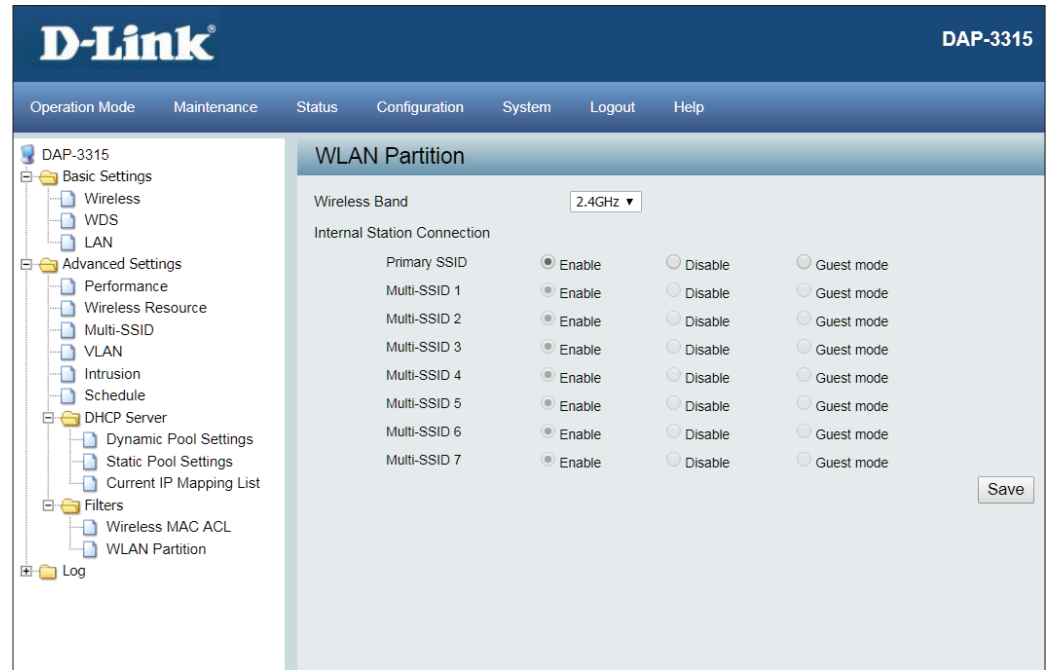 D-Link®
DAP-3315
Operation Mode Maintenance Status Configuration System Logout Help
DAP-3315
Basic Settings
Wireless
WDS
LAN
Advanced Settings
Performance
Wireless Resource
Multi-SSID
VLAN
Intrusion
Schedule
DHCP Server
Dynamic Pool Settings
Static Pool Settings
Current IP Mapping List
Filters
Wireless MAC ACL
WLAN Partition
Log
WLAN Partition
Wireless Band 2.4GHz
Internal Station Connection
Primary SSID Enable Disable Guest mode
Multi-SSID 1 Enable Disable Guest mode
Multi-SSID 2 Enable Disable Guest mode
Multi-SSID 3 Enable Disable Guest mode
Multi-SSID 4 Enable Disable Guest mode
Multi-SSID 5 Enable Disable Guest mode
Multi-SSID 6 Enable Disable Guest mode
Multi-SSID 7 Enable Disable Guest mode
Save